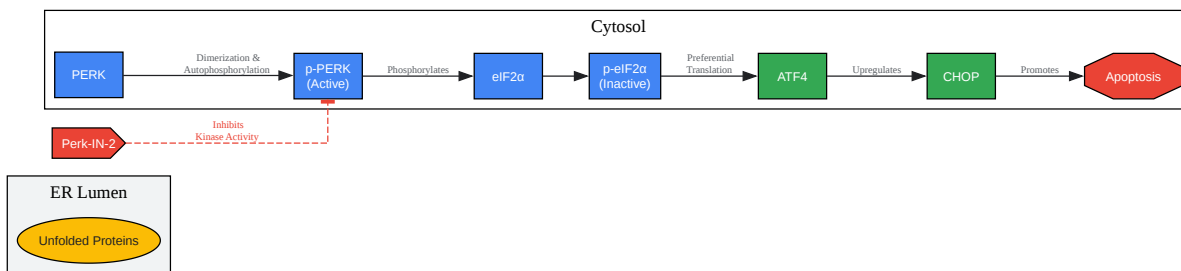 Cytosol
PERK
Dimerization &
Autophosphorylation
p-PERK
(Active)
Phosphorylates
eIF2α
p-eIF2α
(Inactive)
Preferential
Translation
ATF4
Upregulates
CHOP
Promotes
Apoptosis
Perk-IN-2
Inhibits
Kinase Activity
ER Lumen
Unfolded Proteins